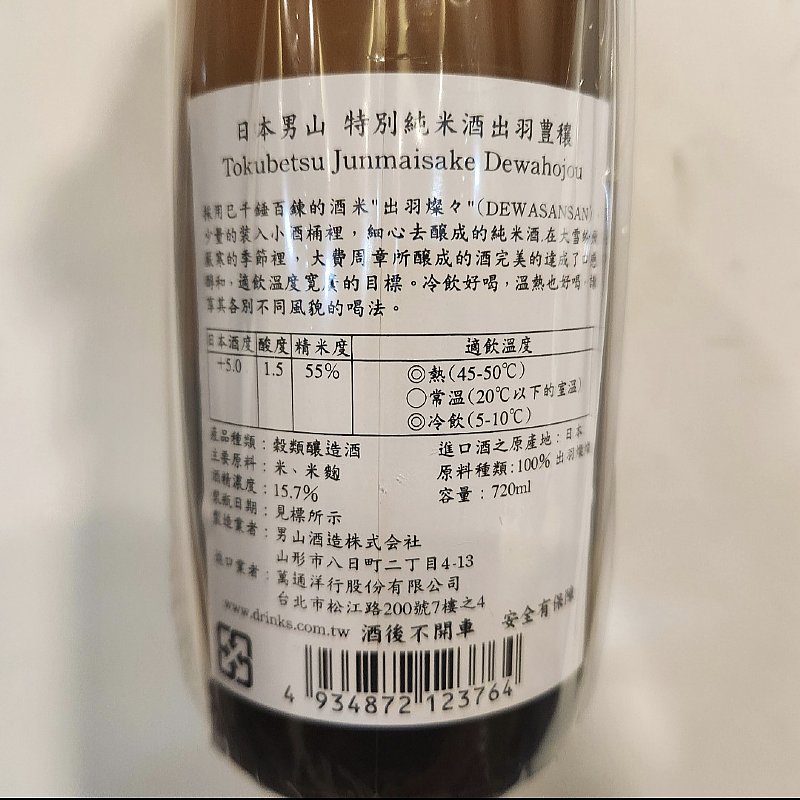 日本男山 特別純米酒出羽豊穰
Tokubetsu Junmaisake Dewahojou
採用已千錘百鍊的酒米"出羽燦々"(DEWASANSAN)
少量的裝入小酒桶裡，細心去釀成的純米酒.在大雪紛
嚴寒的季節裡，大費周章所釀成的酒完美的達成了口
醇和，適飲溫度寬廣的目標。冷飲好喝，溫熱也好喝
享其各別不同風貌的喝法。
日本酒度 酸度 精米度 適飲溫度
+5.0 1.5 55% ◎熱(45-50℃)
○常溫(20℃以下的室溫)
◎冷飲(5-10℃)
產品種類：穀類釀造酒 進口酒之原產地：日本
主要原料：米、米麴 原料種類:100% 出羽燦燦
酒精濃度：15.7% 容量：720ml
裝瓶日期：見標所示
製造業者：男山酒造株式会社
山形市八日町二丁目4-13
進口業者：萬通洋行股份有限公司
台北市松江路200號7樓之4
www.drinks.com.tw 酒後不開車 安全有保障
4 934872 123764